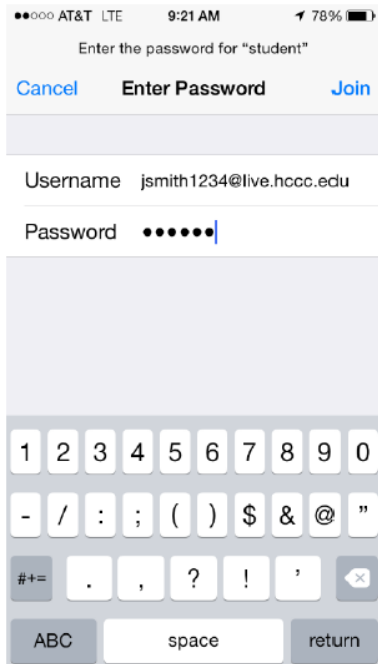 AT&T LTE 9:21 AM 78%
Enter the password for “student”
Cancel Enter Password Join
Username jsmith1234@live.hccc.edu
Password ••••••
1 2 3 4 5 6 7 8 9 0
- / : ; ( ) $ & @ ”
#+= . , ? ! ’
ABC space return